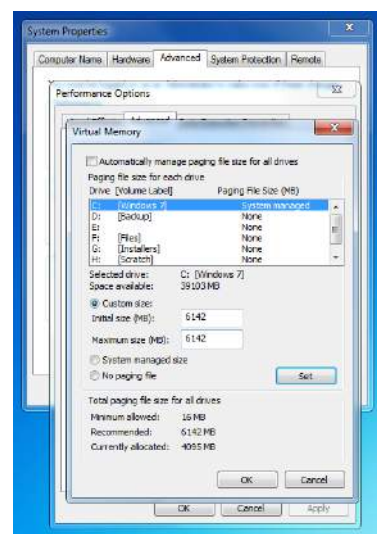 System Properties
Computer Name Hardware Advanced System Protection Remote
Performance Options
Advanced
Virtual Memory
Automatically manage paging file size for all drives
Paging file size for each drive
Drive [Volume Label] Paging File Size (MB)
C: [Windows 7] System managed
D: [Backup] None
E: None
F: [Files] None
G: [Installers] None
H: [Scratch] None
Selected drive: C: [Windows 7]
Space available: 39103 MB
Custom size:
Initial size (MB): 6142
Maximum size (MB): 6142
System managed size
No paging file Set
Total paging file size for all drives
Minimum allowed: 16 MB
Recommended: 6142 MB
Currently allocated: 4095 MB
OK Cancel
OK Cancel Apply